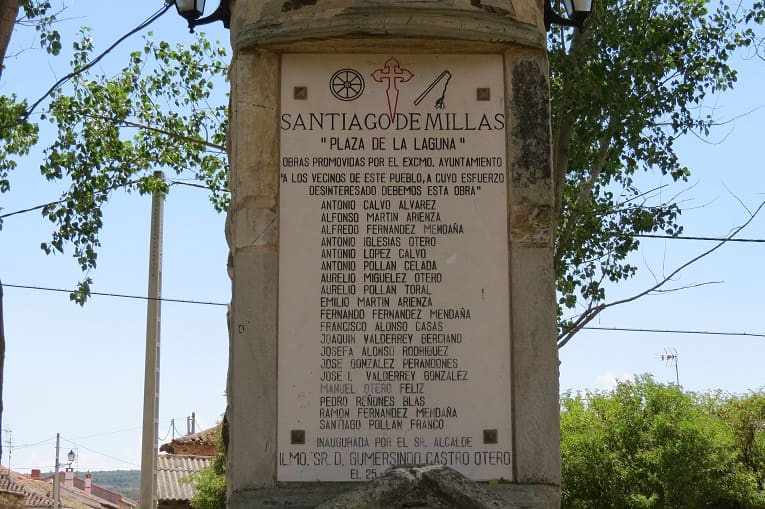 SANTIAGO DE MILLAS
"PLAZA DE LA LAGUNA"
OBRAS PROMOVIDAS POR EL EXCMO. AYUNTAMIENTO
"A LOS VECINOS DE ESTE PUEBLO, A CUYO ESFUERZO
DESINTERESADO DEBEMOS ESTA OBRA"
ANTONIO CALVO ALVAREZ
ALFONSO MARTIN ARIENZA
ALFREDO FERNANDEZ MENDAÑA
ANTONIO IGLESIAS OTERO
ANTONIO LOPEZ CALVO
ANTONIO POLLAN CELADA
AURELIO MIGUELEZ OTERO
AURELIO POLLAN TORAL
EMILIO MARTIN ARIENZA
FERNANDO FERNANDEZ MENDAÑA
FRANCISCO ALONSO CASAS
JOAQUIN VALDERREY BERCIANO
JOSEFA ALONSO RODRIGUEZ
JOSE GONZALEZ PERANDONES
JOSE I. VALDERREY GONZALEZ
MANUEL OTERO FELIZ
PEDRO REÑONES BLAS
RAMON FERNANDEZ MENDAÑA
SANTIAGO POLLAN FRANCO
INAUGURADA POR EL SR. ALCALDE
ILMO. SR. D. GUMERSINDO CASTRO OTERO
EL 25